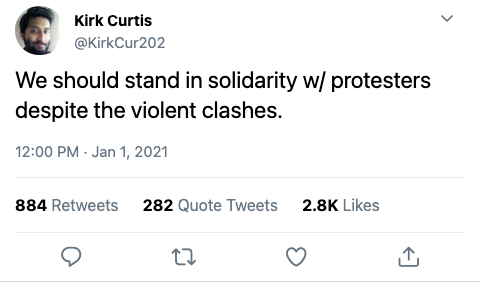 Kirk Curtis
@KirkCur202
We should stand in solidarity w/ protesters
despite the violent clashes.
12:00 PM · Jan 1, 2021
884 Retweets 282 Quote Tweets 2.8K Likes